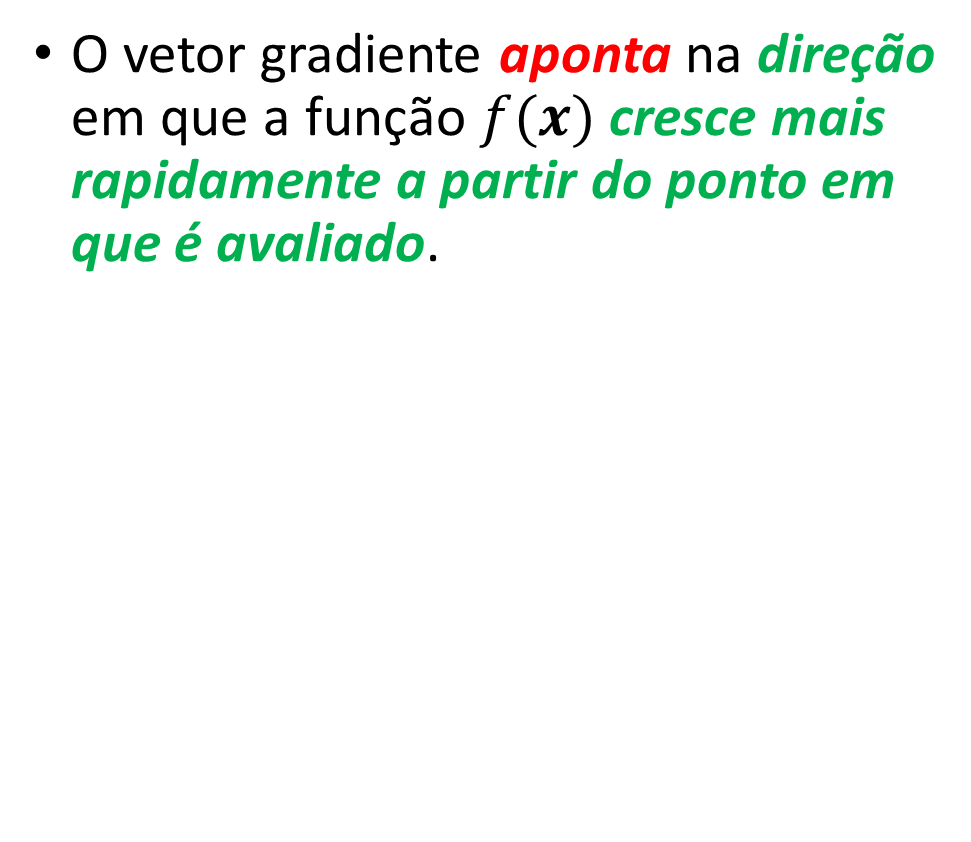 • O vetor gradiente aponta na direção
em que a função f(x) cresce mais
rapidamente a partir do ponto em
que é avaliado.